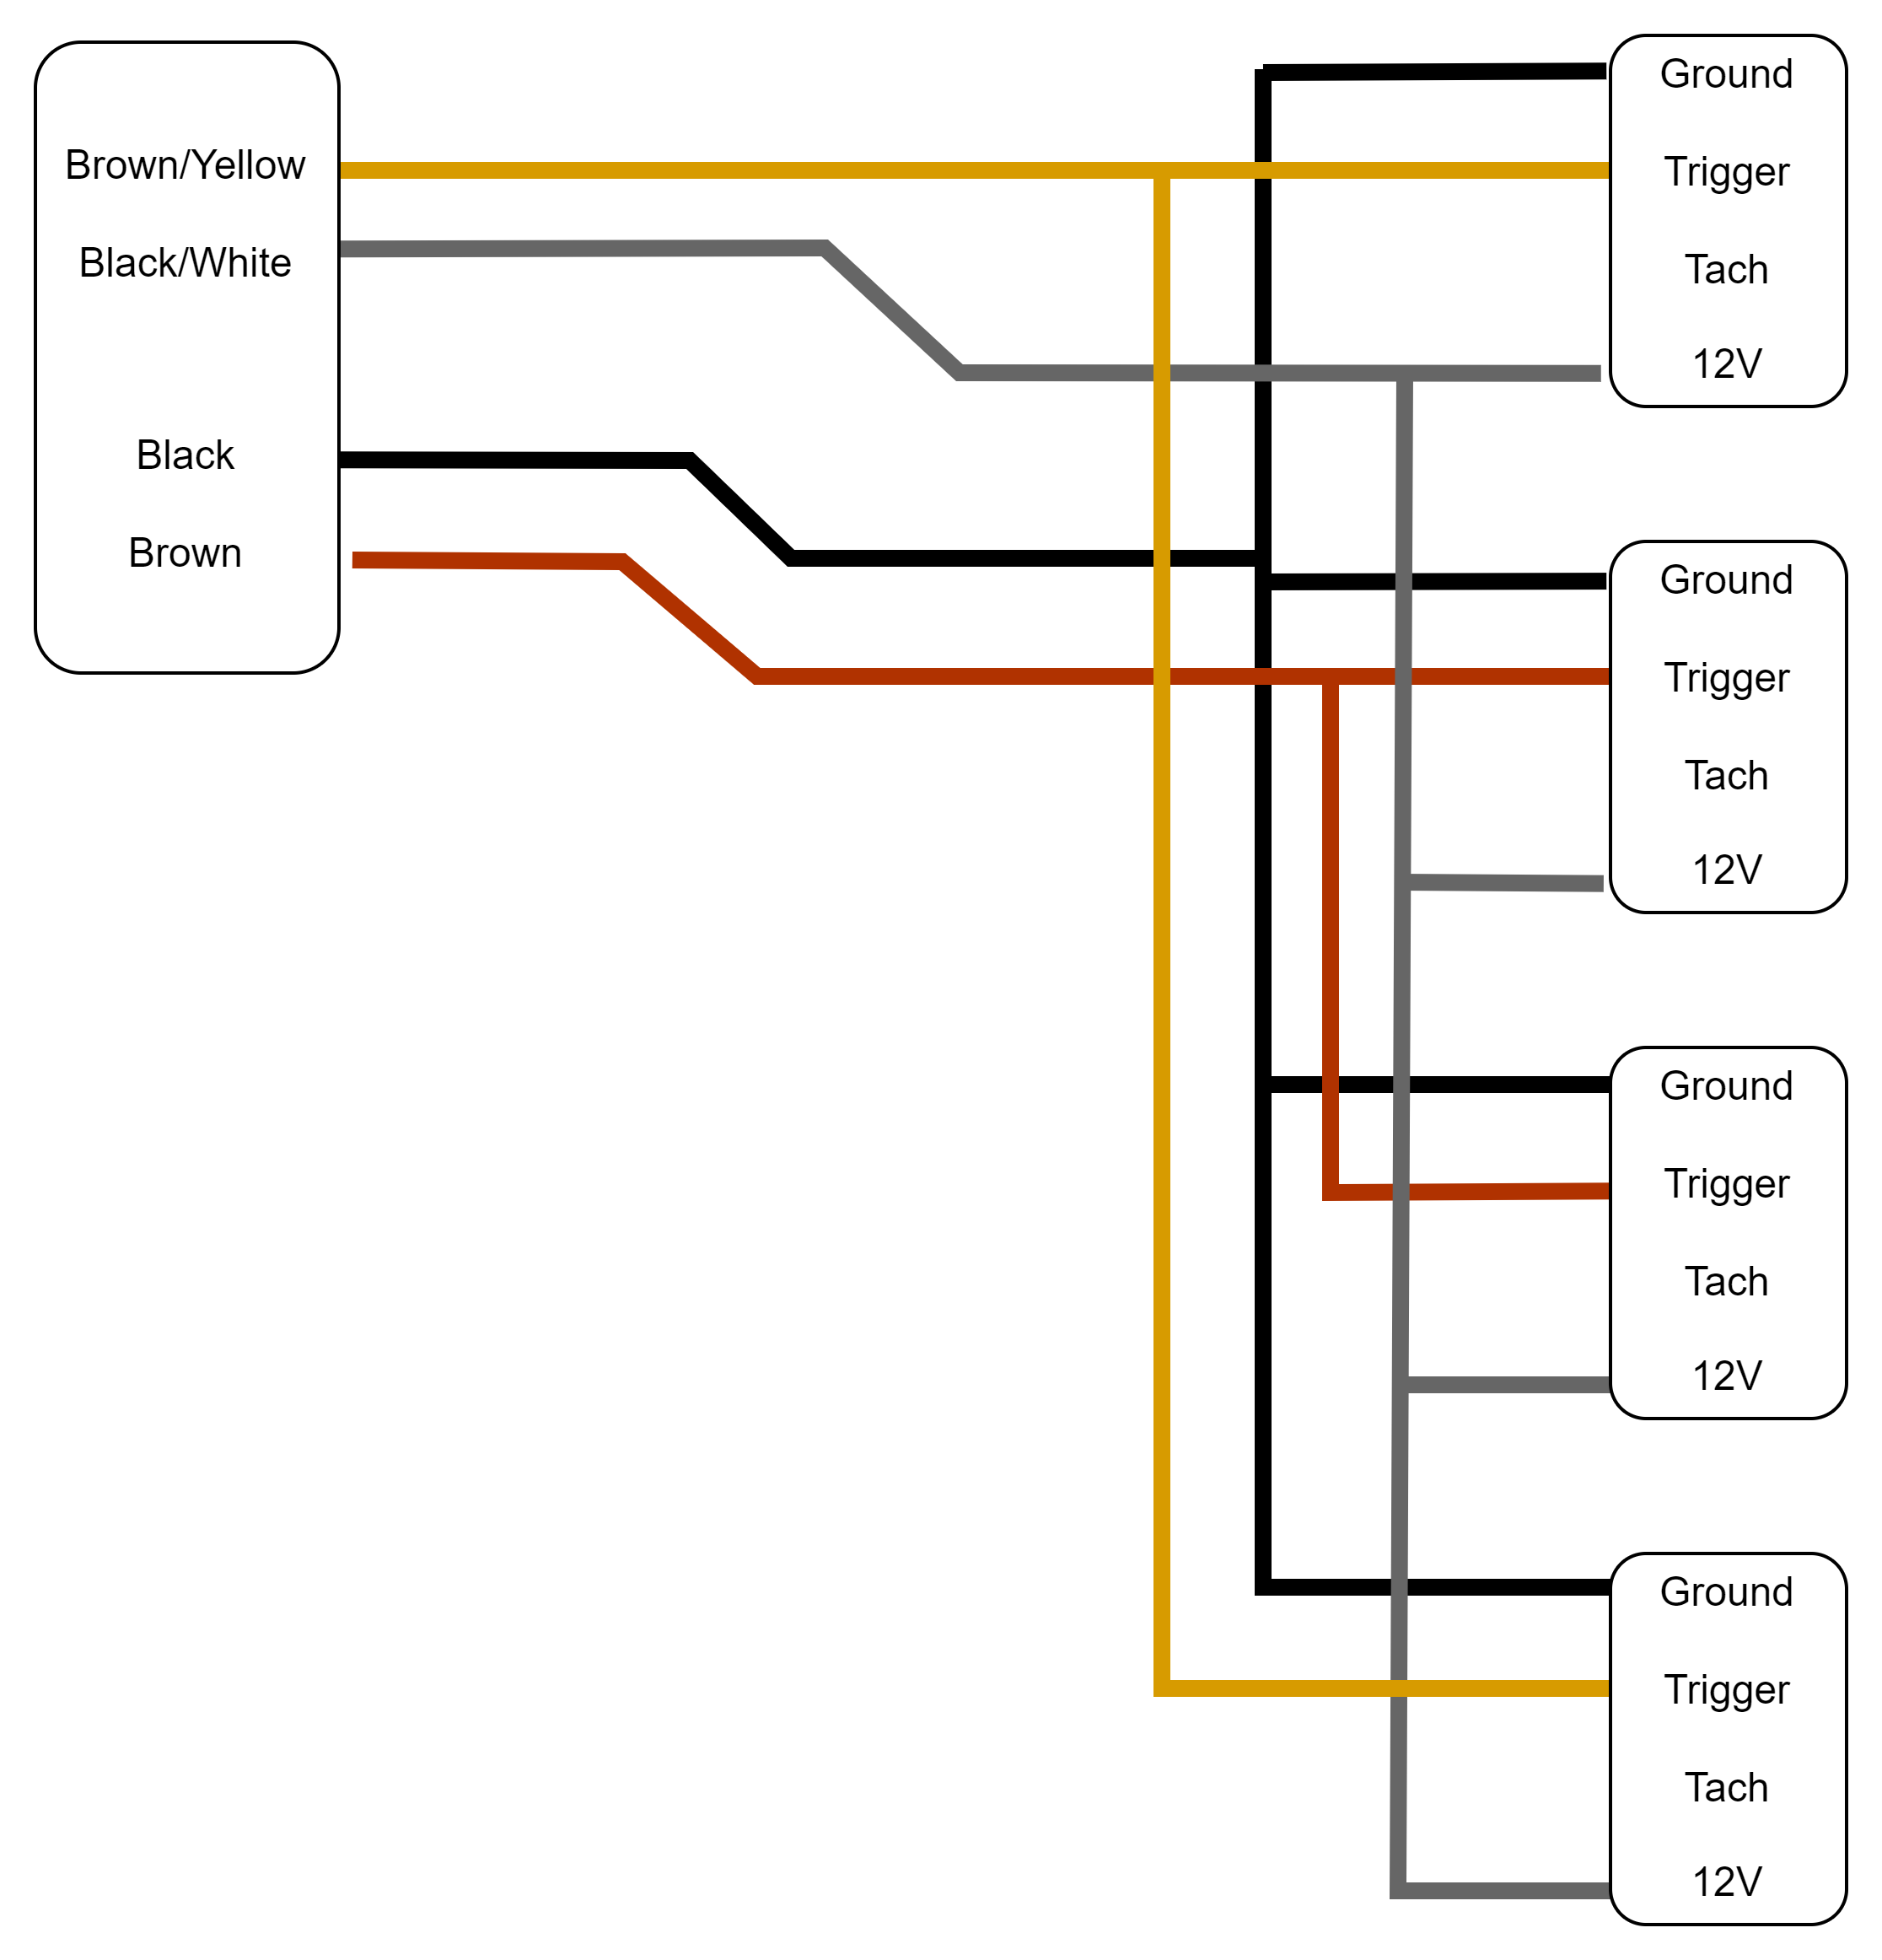 Brown/Yellow
Black/White
Black
Brown
Ground
Trigger
Tach
12V
Ground
Trigger
Tach
12V
Ground
Trigger
Tach
12V
Ground
Trigger
Tach
12V